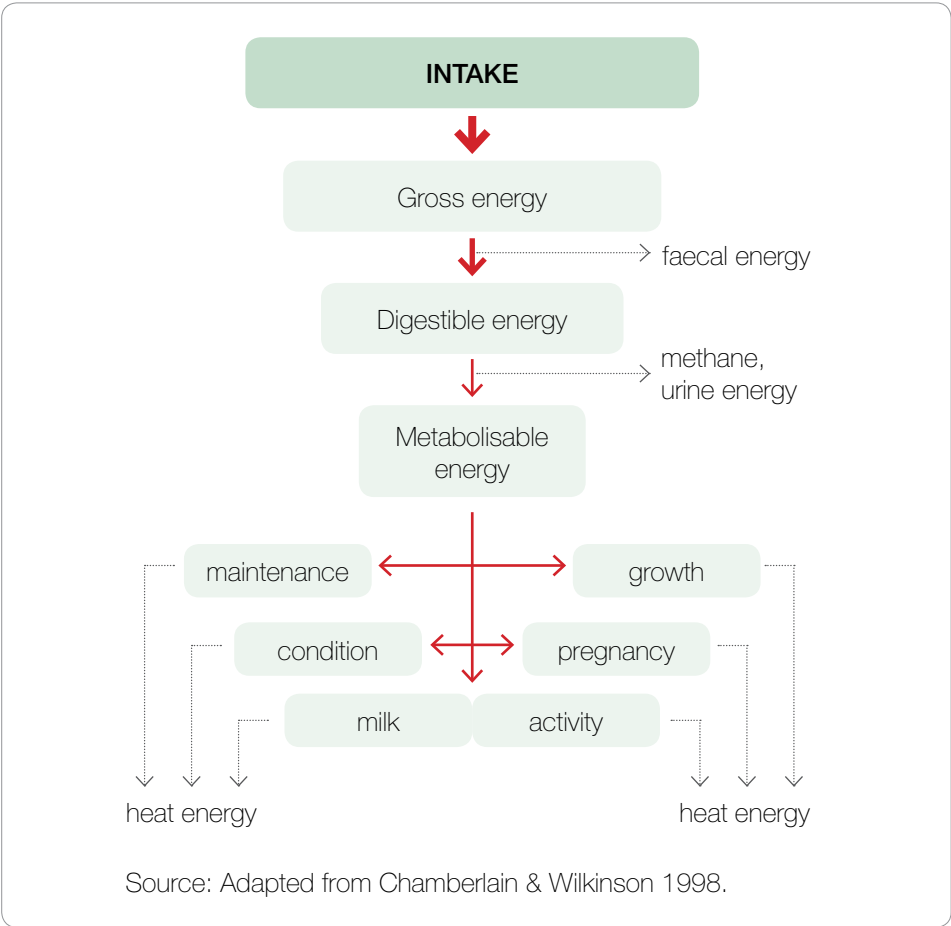 INTAKE
Gross energy
faecal energy
Digestible energy
methane,
urine energy
Metabolisable
energy
maintenance
growth
condition
pregnancy
milk
activity
heat energy
heat energy
Source: Adapted from Chamberlain & Wilkinson 1998.